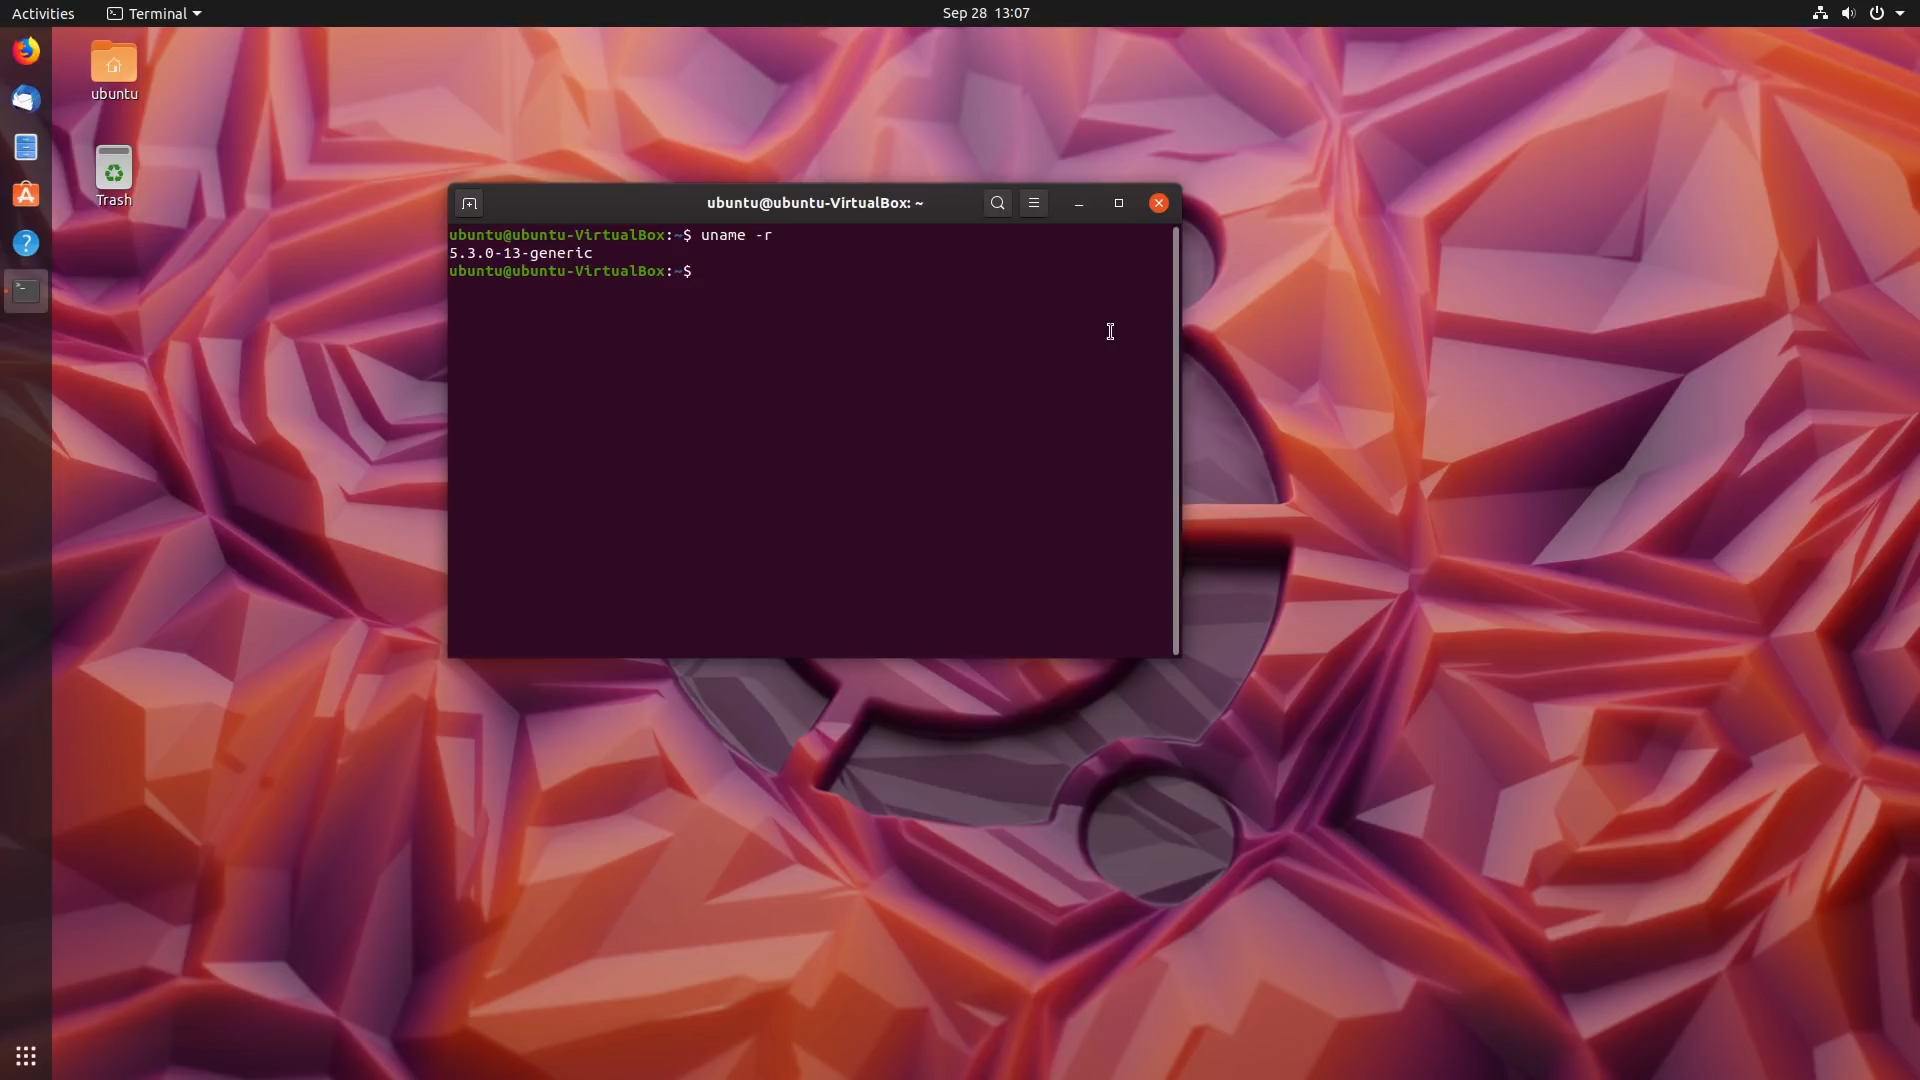 Activities
Terminal
Sep 28 13:07
ubuntu
Trash
ubuntu@ubuntu-VirtualBox: ~
ubuntu@ubuntu-VirtualBox:~$ uname -r
5.3.0-13-generic
ubuntu@ubuntu-VirtualBox:~$